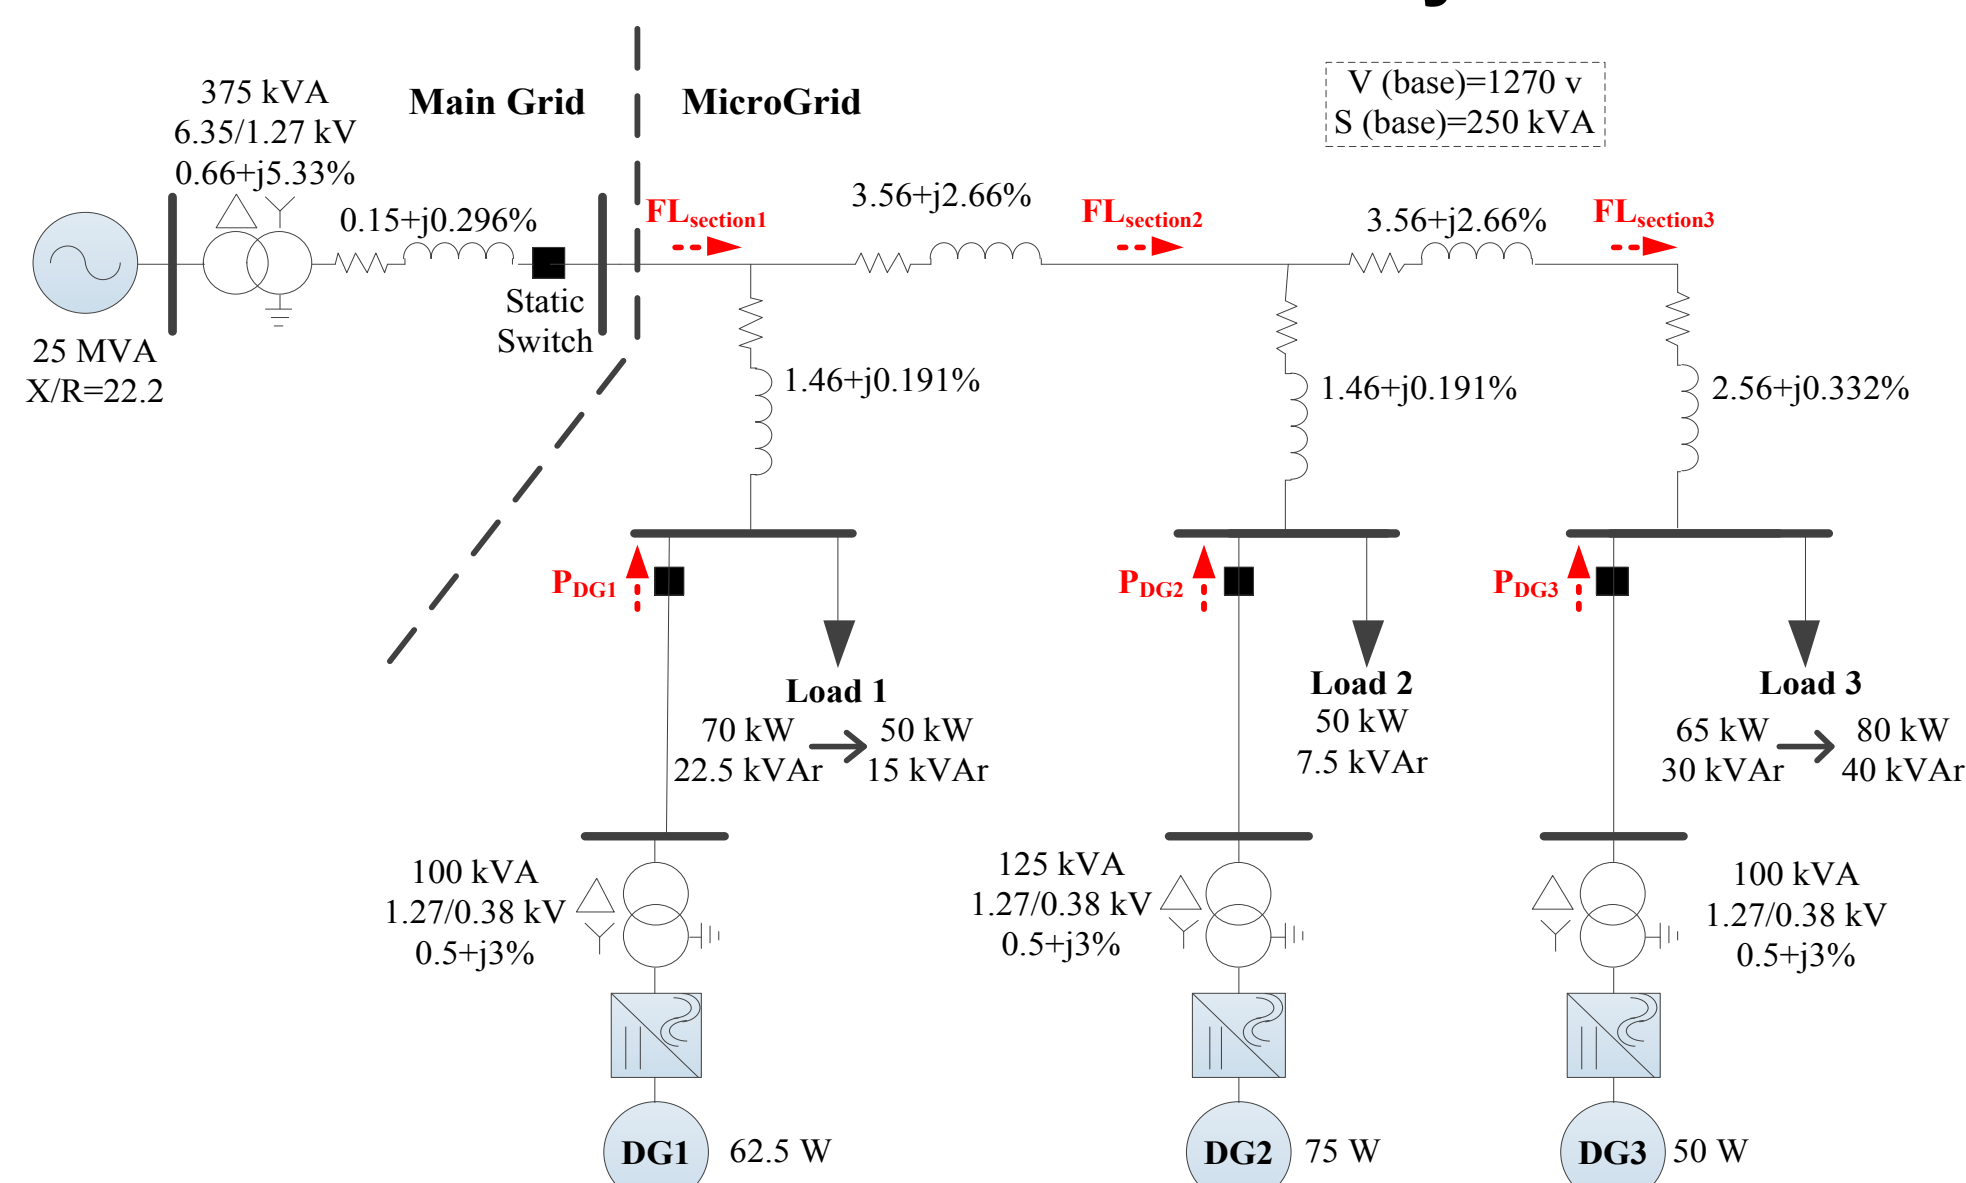 375 kVA
6.35/1.27 kV
0.66+j5.33%
Main Grid
MicroGrid
V (base)=1270 v
S (base)=250 kVA
0.15+j0.296%
FLsection1
3.56+j2.66%
FLsection2
3.56+j2.66%
FLsection3
Static
Switch
25 MVA
X/R=22.2
1.46+j0.191%
1.46+j0.191%
2.56+j0.332%
PDG1
PDG2
PDG3
Load 1
70 kW
22.5 kVAr
50 kW
15 kVAr
Load 2
50 kW
7.5 kVAr
Load 3
65 kW
30 kVAr
80 kW
40 kVAr
100 kVA
1.27/0.38 kV
0.5+j3%
125 kVA
1.27/0.38 kV
0.5+j3%
100 kVA
1.27/0.38 kV
0.5+j3%
DG1
62.5 W
DG2
75 W
DG3
50 W